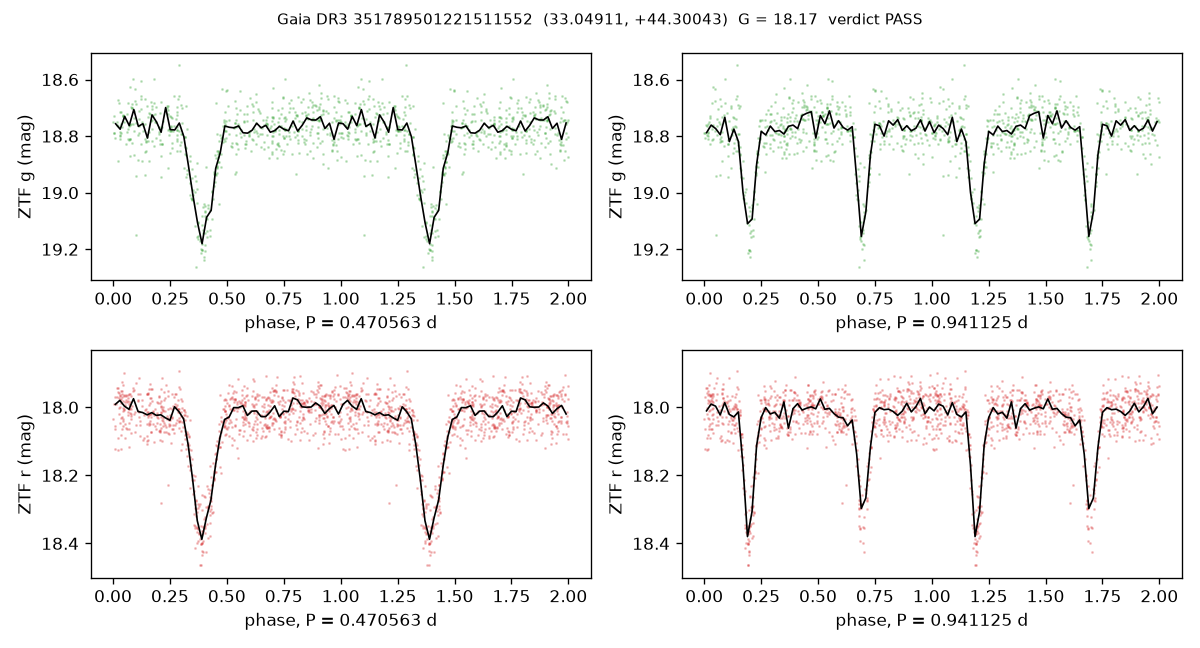 Gaia DR3 351789501221511552  (33.04911, +44.30043)  G = 18.17  verdict PASS
ZTF g (mag)
18.6
18.8
19.0
19.2
0.00 0.25 0.50 0.75 1.00 1.25 1.50 1.75 2.00
phase, P = 0.470563 d
ZTF g (mag)
18.6
18.8
19.0
19.2
0.00 0.25 0.50 0.75 1.00 1.25 1.50 1.75 2.00
phase, P = 0.941125 d
ZTF r (mag)
18.0
18.2
18.4
0.00 0.25 0.50 0.75 1.00 1.25 1.50 1.75 2.00
phase, P = 0.470563 d
ZTF r (mag)
18.0
18.2
18.4
0.00 0.25 0.50 0.75 1.00 1.25 1.50 1.75 2.00
phase, P = 0.941125 d